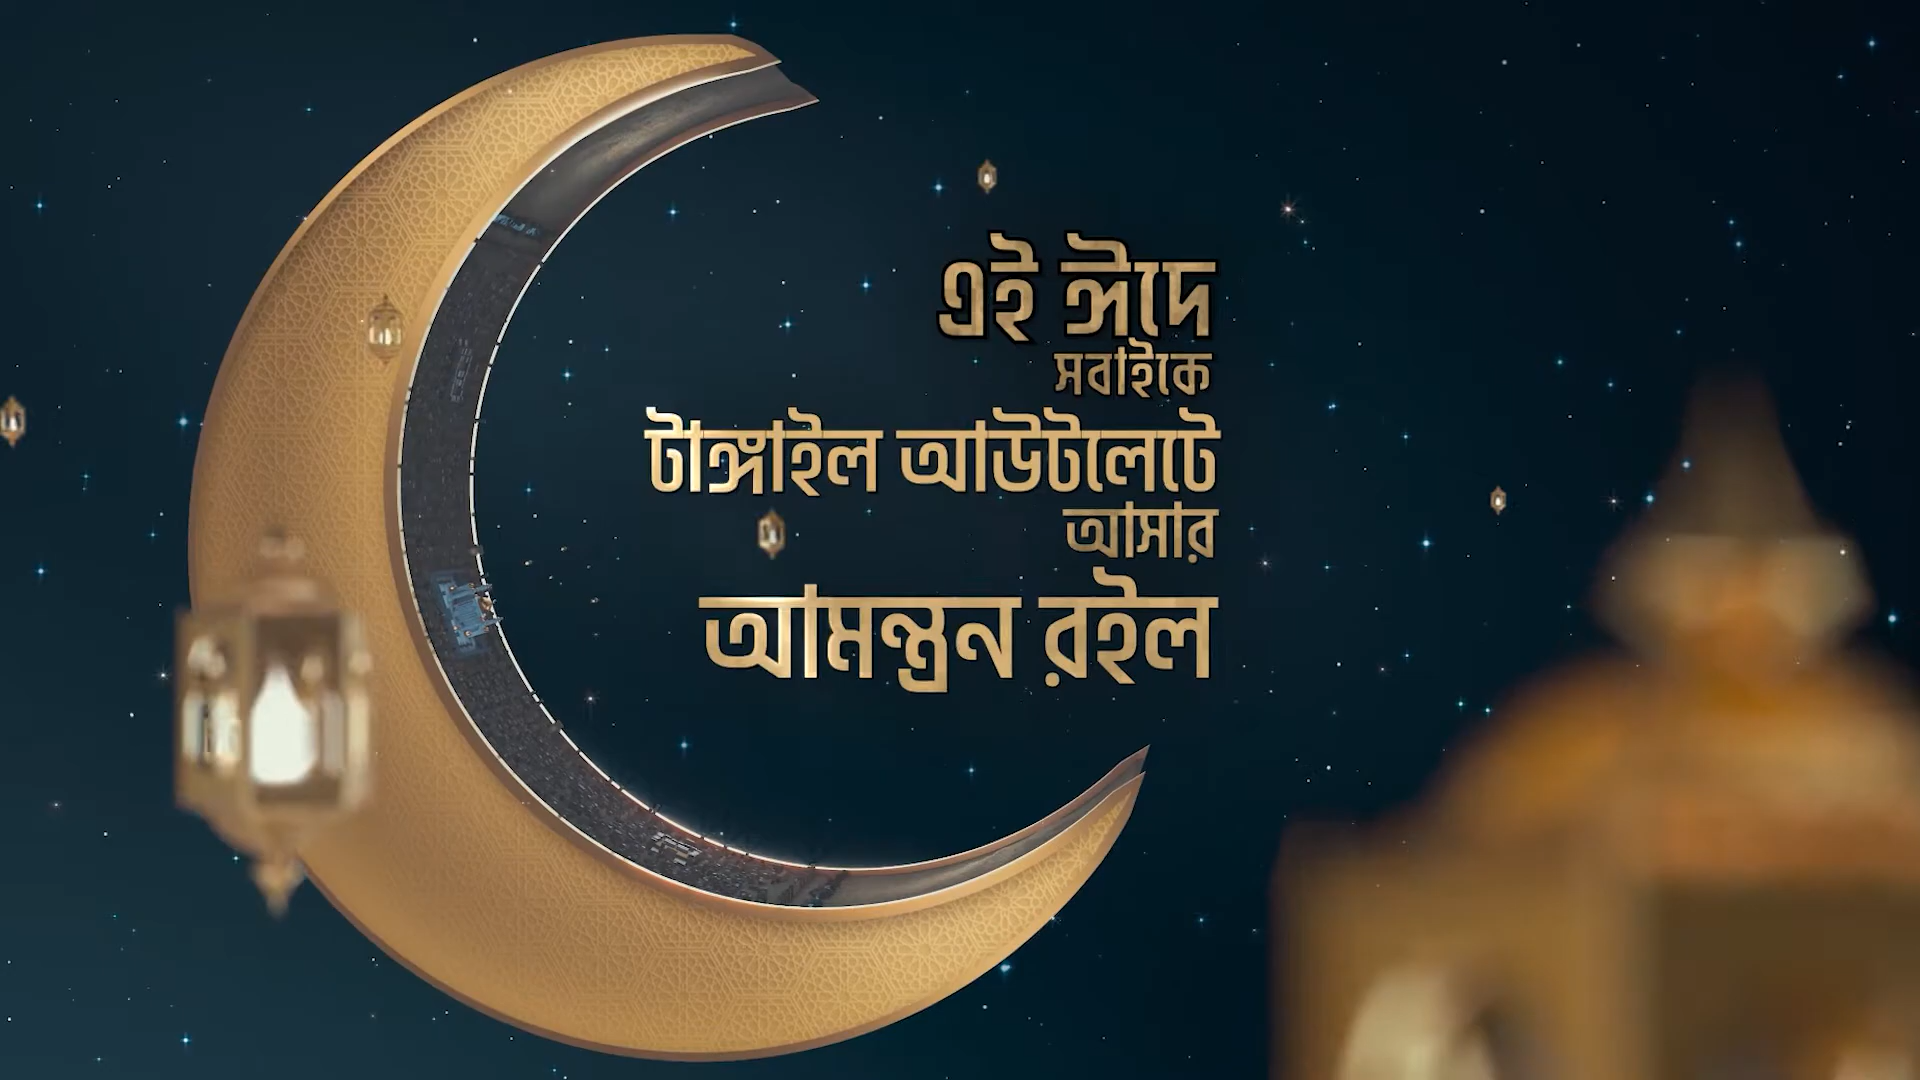 এই ঈদে
সবাইকে
টাঙ্গাইল আউটলেটে
আসার
আমন্ত্রন রইল